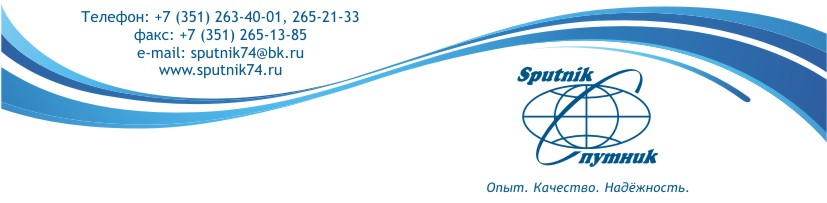 Телефон: +7 (351) 263-40-01, 265-21-33
факс: +7 (351) 265-13-85
e-mail: sputnik74@bk.ru
www.sputnik74.ru
Sputnik
Спутник
Опыт. Качество. Надёжность.